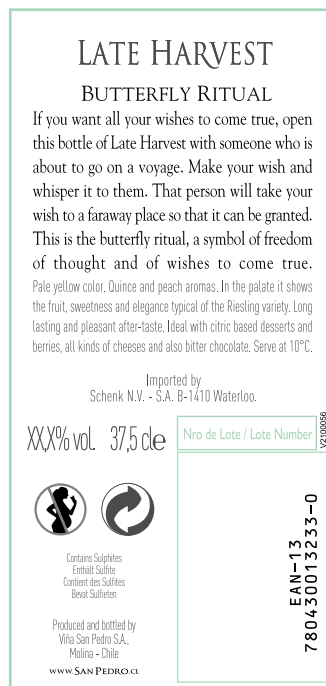 LATE HARVEST
BUTTERFLY RITUAL
If you want all your wishes to come true, open
this bottle of Late Harvest with someone who is
about to go on a voyage. Make your wish and
whisper it to them. That person will take your
wish to a faraway place so that it can be granted.
This is the butterfly ritual, a symbol of freedom
of thought and of wishes to come true.
Pale yellow color. Quince and peach aromas. In the palate it shows
the fruit, sweetness and elegance typical of the Riesling variety. Long
lasting and pleasant after-taste. Ideal with citric based desserts and
berries, all kinds of cheeses and also bitter chocolate. Serve at 10°C.
Imported by
Schenk N.V. - S.A. B-1410 Waterloo.
XX,X% vol. 37,5 cl e
Nro de Lote / Lote Number
V2100056
Contains Sulphites
Enthält Sulfite
Contient des Sulfites
Bevat Sulfieten
Produced and bottled by
Viña San Pedro S.A.,
Molina - Chile
www.SanPedro.cl
EAN-13
780430013233-0